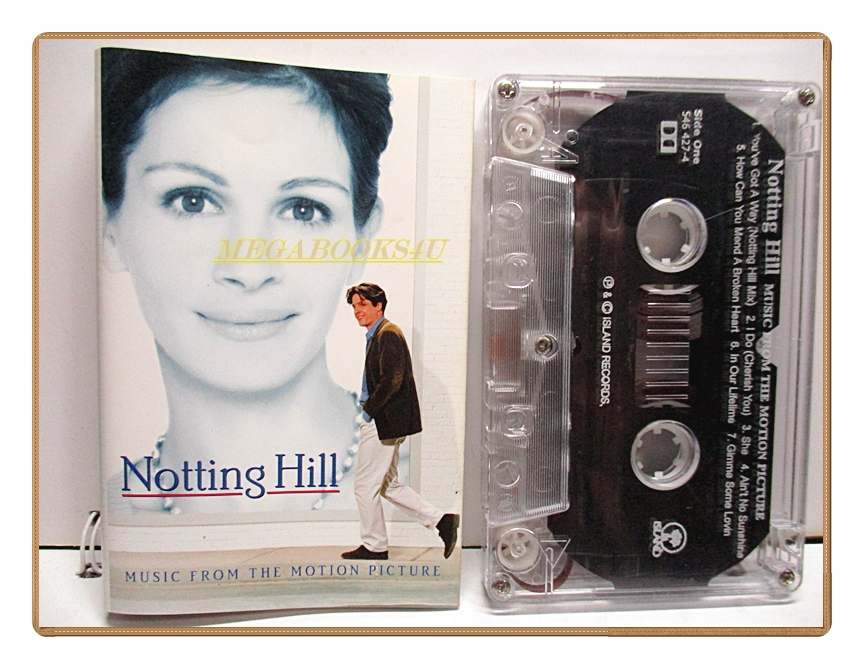 MEGABOOKS4U
Notting Hill
MUSIC FROM THE MOTION PICTURE
Notting Hill MUSIC FROM THE MOTION PICTURE
1. You've Got A Way (Notting Hill Mix) 2. I Do (Cherish You) 3. She 4. Ain't No Sunshine
5. How Can You Mend A Broken Heart 6. In Our Lifetime 7. Gimme Some Lovin
Side One
546 427-4
℗ & © ISLAND RECORDS,
ISLAND